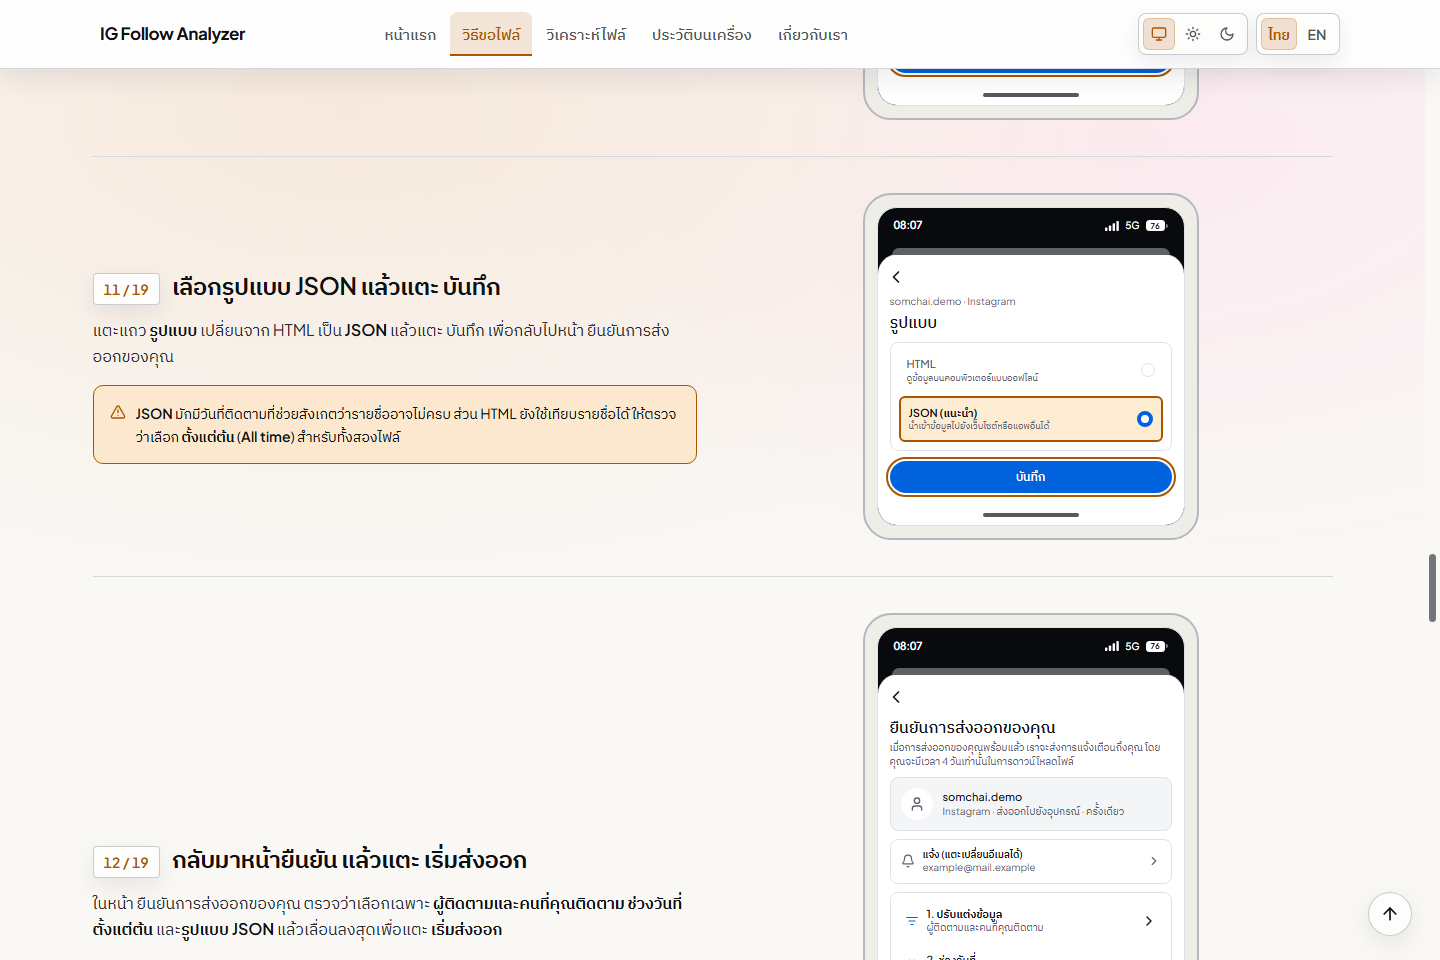 IG Follow Analyzer
หน้าแรก
วิธีขอไฟล์
วิเคราะห์ไฟล์
ประวัติบนเครื่อง
เกี่ยวกับเรา
ไทย
EN
11/19
เลือกรูปแบบ JSON แล้วแตะ บันทึก
แตะแถว รูปแบบ เปลี่ยนจาก HTML เป็น JSON แล้วแตะ บันทึก เพื่อกลับไปหน้า ยืนยันการส่ง
ออกของคุณ
JSON มักมีวันที่ติดตามที่ช่วยสังเกตว่ารายชื่ออาจไม่ครบ ส่วน HTML ยังใช้เทียบรายชื่อได้ ให้ตรวจ
ว่าเลือก ตั้งแต่ต้น (All time) สำหรับทั้งสองไฟล์
08:07
5G
76
somchai.demo · Instagram
รูปแบบ
HTML
ดูข้อมูลบนคอมพิวเตอร์แบบออฟไลน์
JSON (แนะนำ)
นำเข้าข้อมูลไปยังเว็บไซต์หรือแอพอื่นได้
บันทึก
12/19
กลับมาหน้ายืนยัน แล้วแตะ เริ่มส่งออก
ในหน้า ยืนยันการส่งออกของคุณ ตรวจว่าเลือกเฉพาะ ผู้ติดตามและคนที่คุณติดตาม ช่วงวันที่
ตั้งแต่ต้น และรูปแบบ JSON แล้วเลื่อนลงสุดเพื่อแตะ เริ่มส่งออก
08:07
5G
76
ยืนยันการส่งออกของคุณ
เมื่อการส่งออกของคุณพร้อมแล้ว เราจะส่งการแจ้งเตือนถึงคุณ โดย
คุณจะมีเวลา 4 วันเท่านั้นในการดาวน์โหลดไฟล์
somchai.demo
Instagram · ส่งออกไปยังอุปกรณ์ · ครั้งเดียว
แจ้ง (แตะเปลี่ยนอีเมลได้)
example@mail.example
1. ปรับแต่งข้อมูล
ผู้ติดตามและคนที่คุณติดตาม
2. ช่วงวันที่